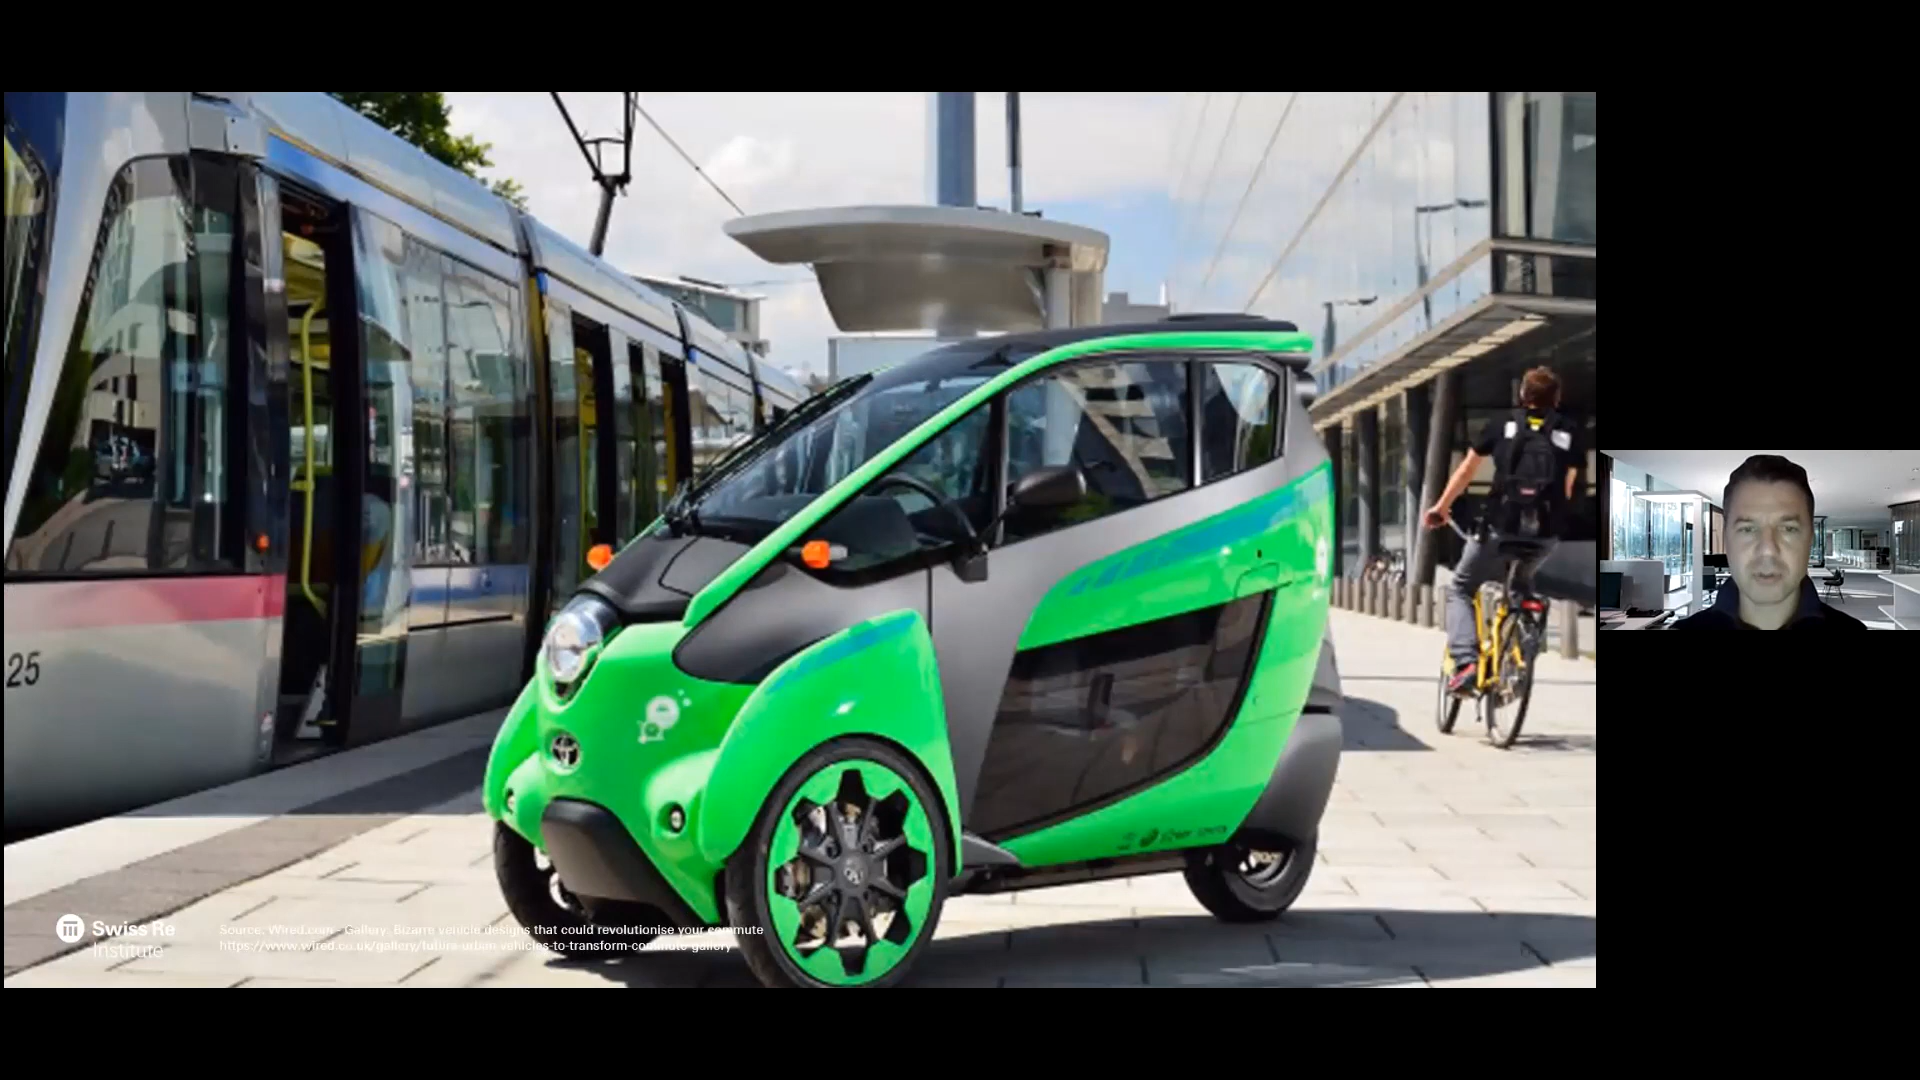 25
Swiss Re
Institute
Source: Wired.com - Gallery: Bizarre vehicle designs that could revolutionise your commute
https://www.wired.co.uk/gallery/future-urban-vehicles-to-transform-commute-gallery